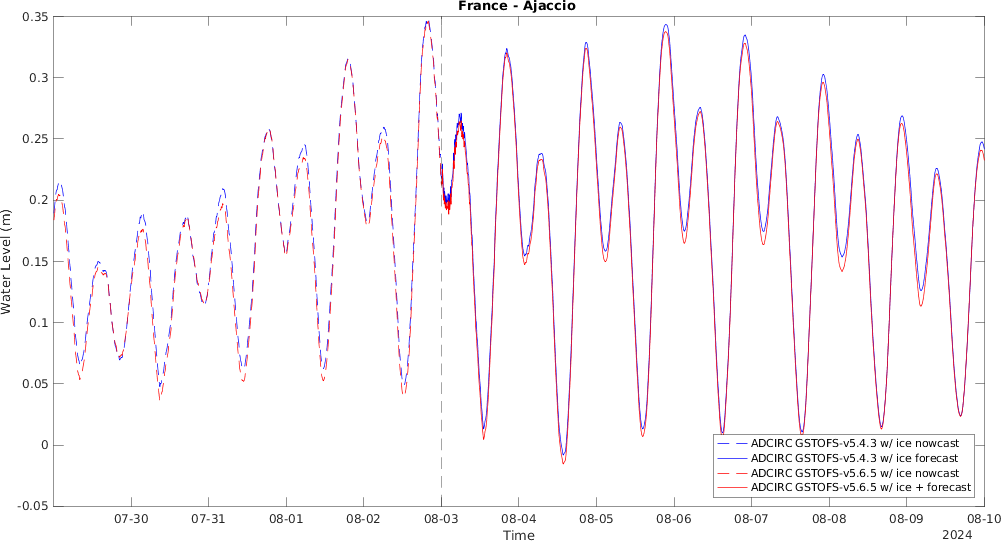 France - Ajaccio
0.35
0.3
0.25
0.2
0.15
0.1
0.05
0
-0.05
Water Level (m)
ADCIRC GSTOFS-v5.4.3 w/ ice nowcast
ADCIRC GSTOFS-v5.4.3 w/ ice forecast
ADCIRC GSTOFS-v5.6.5 w/ ice nowcast
ADCIRC GSTOFS-v5.6.5 w/ ice + forecast
07-30 07-31 08-01 08-02 08-03 08-04 08-05 08-06 08-07 08-08 08-09 08-10
Time
2024